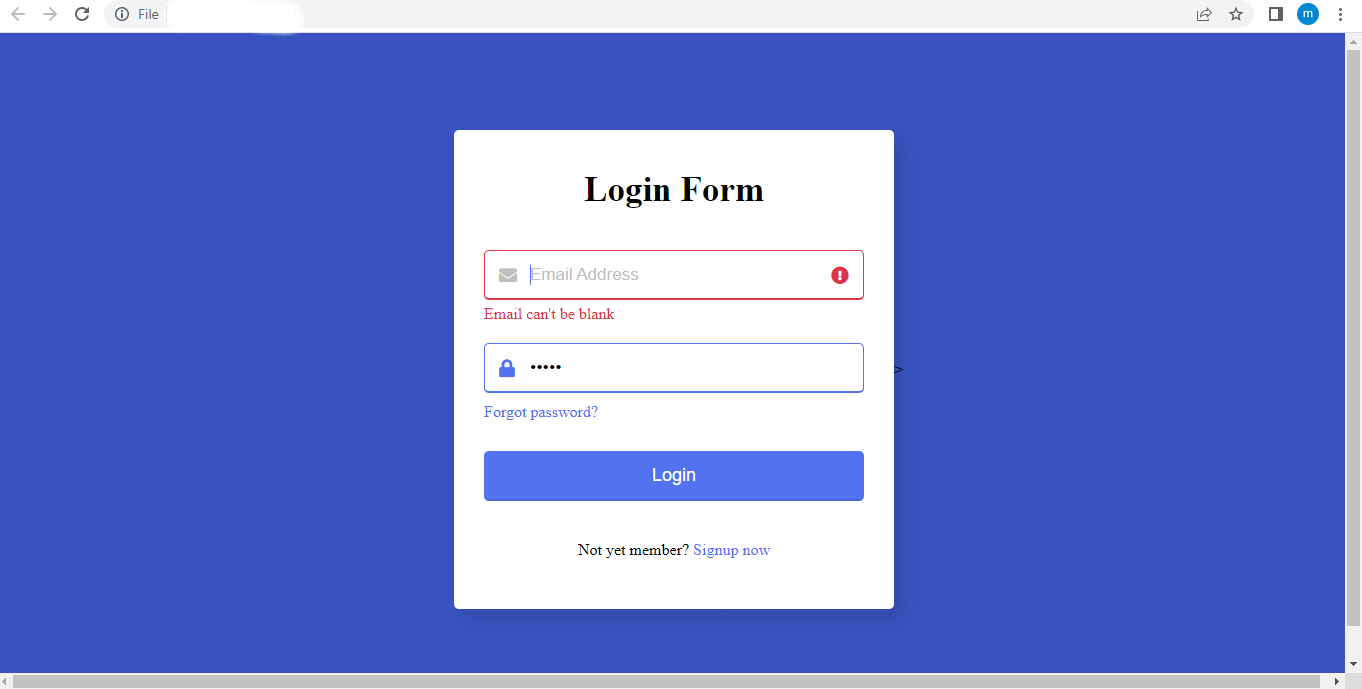 File
m
Login Form
Email Address
Email can't be blank
•••••
>
Forgot password?
Login
Not yet member? Signup now